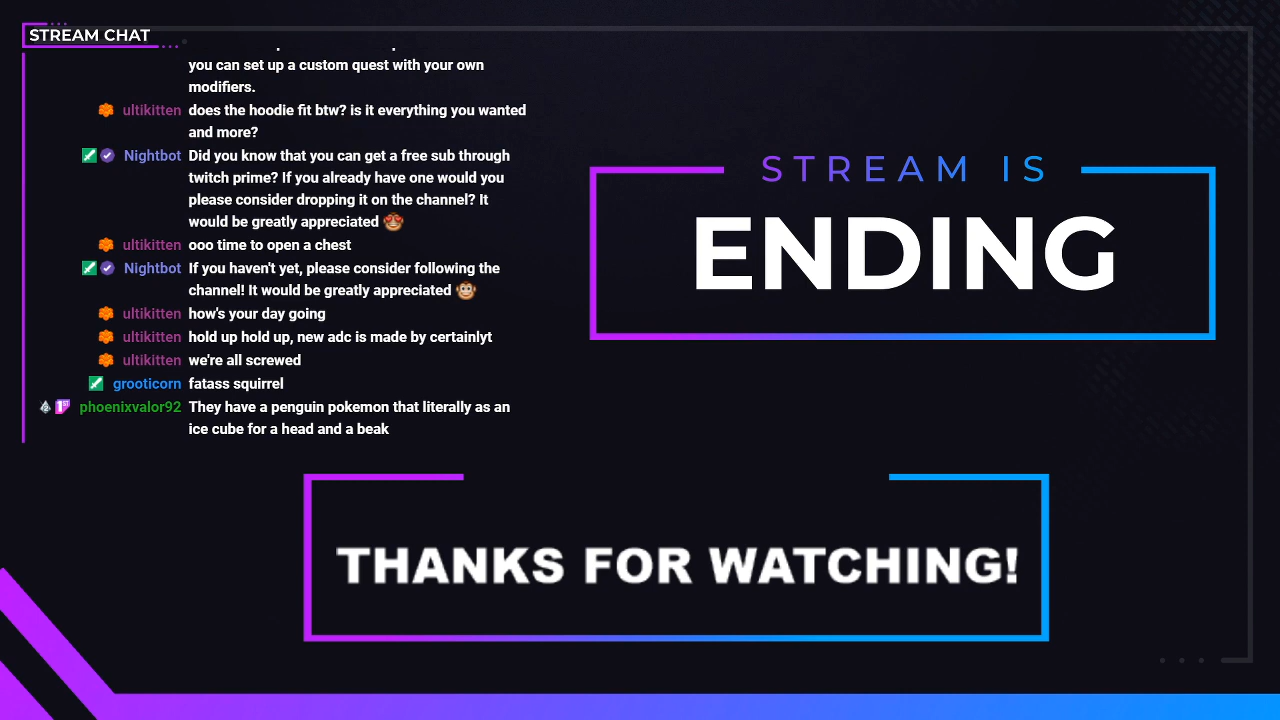 STREAM CHAT
you can set up a custom quest with your own
modifiers.
ultikitten does the hoodie fit btw? is it everything you wanted
and more?
Nightbot Did you know that you can get a free sub through
twitch prime? If you already have one would you
please consider dropping it on the channel? It
would be greatly appreciated
ultikitten ooo time to open a chest
Nightbot If you haven't yet, please consider following the
channel! It would be greatly appreciated
ultikitten how's your day going
ultikitten hold up hold up, new adc is made by certainlyt
ultikitten we're all screwed
grooticorn fatass squirrel
phoenixvalor92 They have a penguin pokemon that literally as an
ice cube for a head and a beak
STREAM IS
ENDING
THANKS FOR WATCHING!